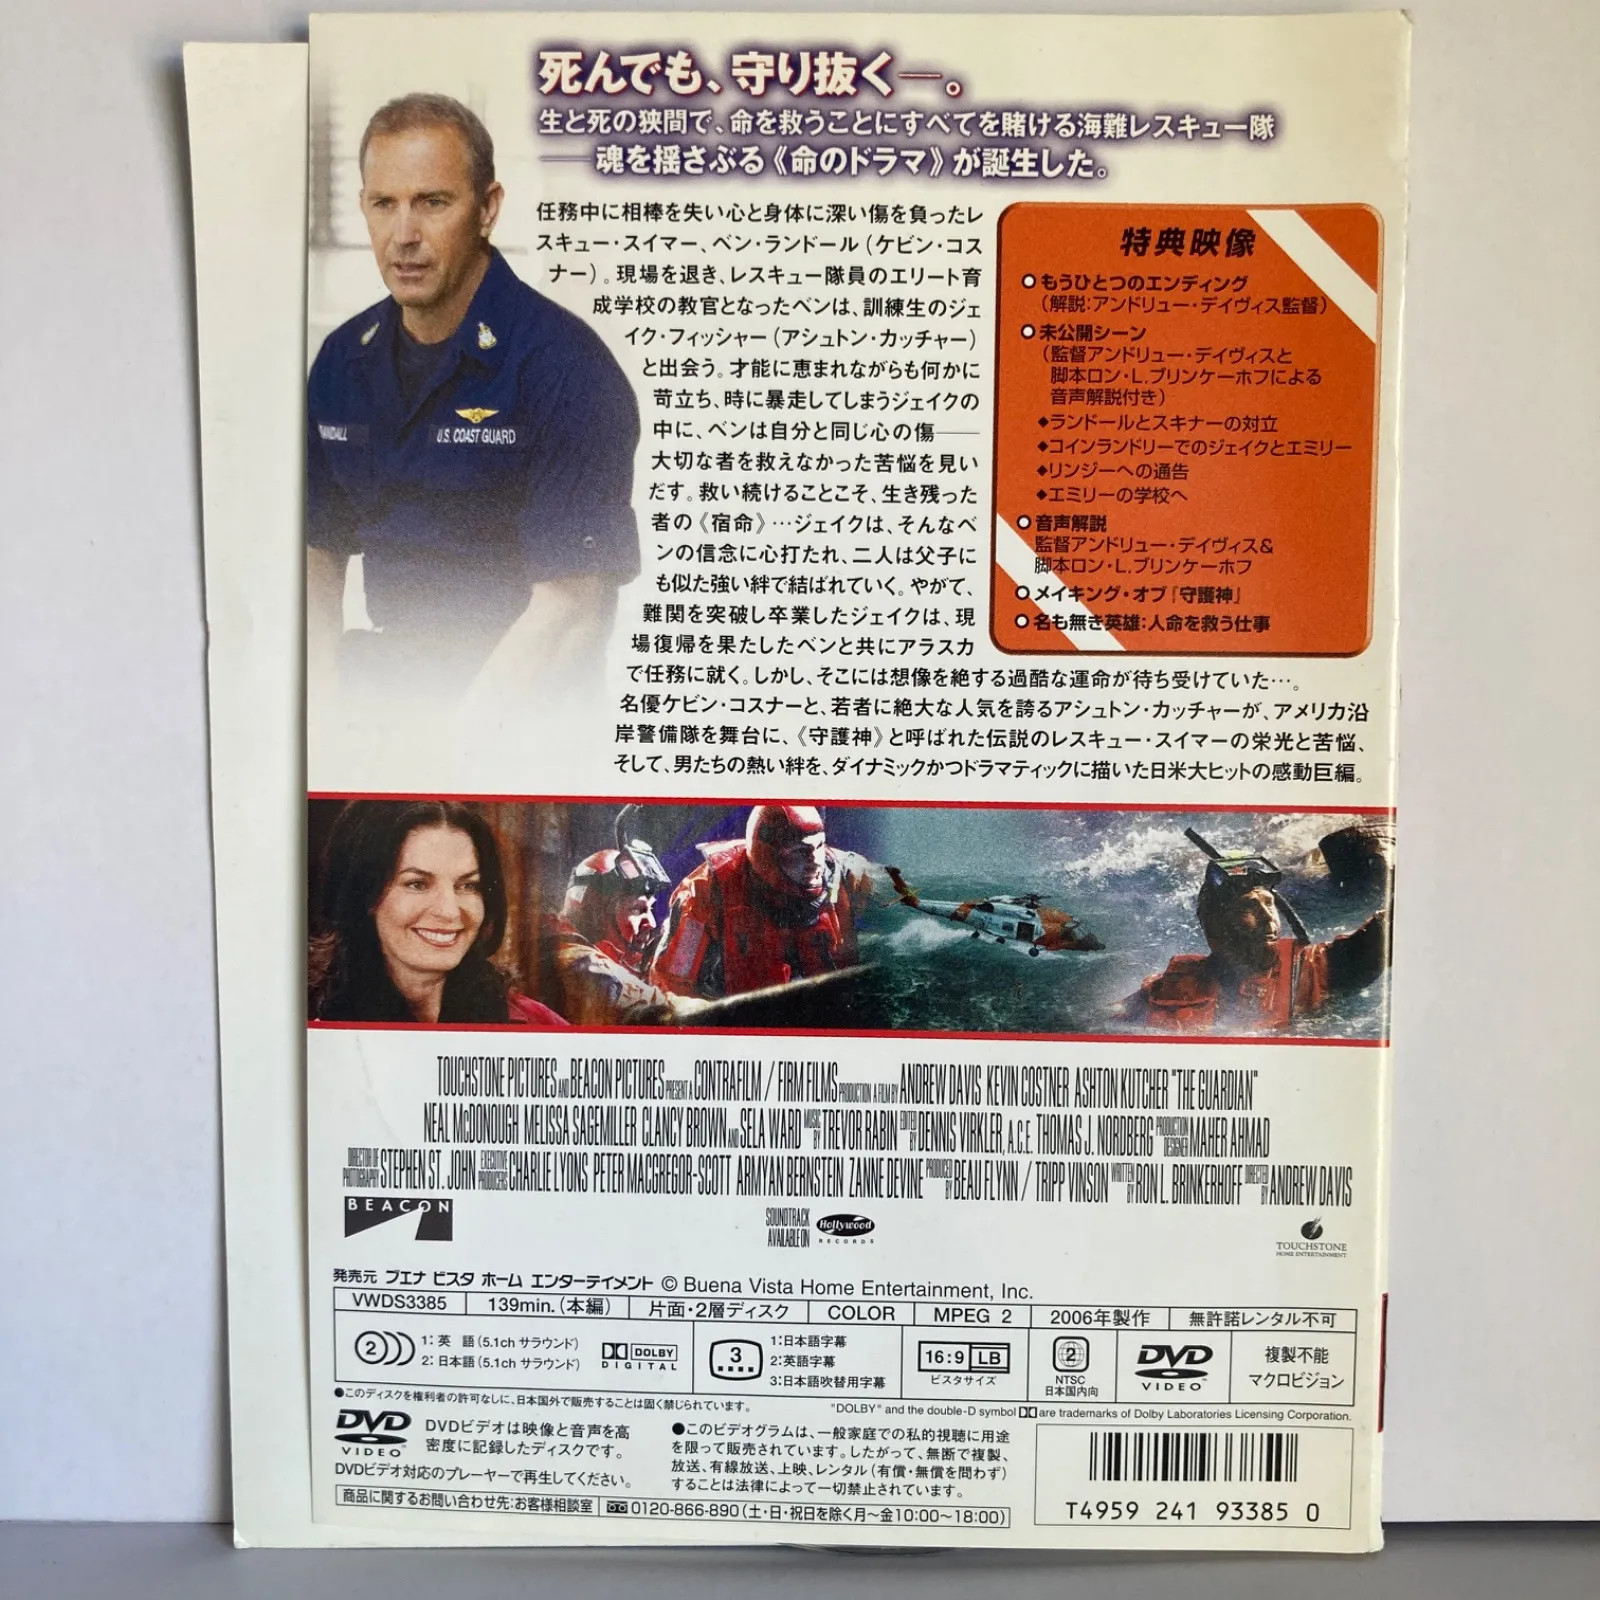 死んでも、守り抜く―。
生と死の狭間で、命を救うことにすべてを賭ける海難レスキュー隊
――魂を揺さぶる《命のドラマ》が誕生した。
任務中に相棒を失い心と身体に深い傷を負ったレ
スキュー・スイマー、ベン・ランドール（ケビン・コス
ナー）。現場を退き、レスキュー隊員のエリート育
成学校の教官となったベンは、訓練生のジェ
イク・フィッシャー（アシュトン・カッチャー）
と出会う。才能に恵まれながらも何かに
苛立ち、時に暴走してしまうジェイクの
中に、ベンは自分と同じ心の傷――
大切な者を救えなかった苦悩を見い
だす。救い続けることこそ、生き残った
者の《宿命》…ジェイクは、そんなベ
ンの信念に心打たれ、二人は父子に
も似た強い絆で結ばれていく。やがて、
難関を突破し卒業したジェイクは、現
場復帰を果たしたベンと共にアラスカ
で任務に就く。しかし、そこには想像を絶する過酷な運命が待ち受けていた…。
名優ケビン・コスナーと、若者に絶大な人気を誇るアシュトン・カッチャーが、アメリカ沿
岸警備隊を舞台に、《守護神》と呼ばれた伝説のレスキュー・スイマーの栄光と苦悩、
そして、男たちの熱い絆を、ダイナミックかつドラマティックに描いた日米大ヒットの感動巨編。
特典映像
もうひとつのエンディング
（解説:アンドリュー・デイヴィス監督）
未公開シーン
（監督アンドリュー・デイヴィスと
脚本ロン・L.ブリンケーホフによる
音声解説付き）
◆ランドールとスキナーの対立
◆コインランドリーでのジェイクとエミリー
◆リンジーへの通告
◆エミリーの学校へ
音声解説
監督アンドリュー・デイヴィス&
脚本ロン・L.ブリンケーホフ
メイキング・オブ『守護神』
名も無き英雄:人命を救う仕事
U.S. COAST GUARD
TOUCHSTONE PICTURES AND BEACON PICTURES PRESENT A CONTRAFILM / FIRM FILMS PRODUCTION A FILM BY ANDREW DAVIS KEVIN COSTNER ASHTON KUTCHER "THE GUARDIAN"
NEAL McDONOUGH MELISSA SAGEMILLER CLANCY BROWN AND SELA WARD MUSIC BY TREVOR RABIN EDITED BY DENNIS VIRKLER, A.C.E. THOMAS J. NORDBERG PRODUCTION DESIGNER MAHER AHMAD
DIRECTOR OF PHOTOGRAPHY STEPHEN ST. JOHN EXECUTIVE PRODUCERS CHARLIE LYONS PETER MACGREGOR-SCOTT ARMYAN BERNSTEIN ZANNE DEVINE PRODUCED BY BEAU FLYNN / TRIPP VINSON WRITTEN BY RON L. BRINKERHOFF DIRECTED BY ANDREW DAVIS
BEACON
SOUNDTRACK AVAILABLE ON
Hollywood RECORDS
TOUCHSTONE
HOME ENTERTAINMENT
発売元 ブエナ ビスタ ホーム エンターテイメント © Buena Vista Home Entertainment, Inc.
VWDS3385 139min.（本編） 片面・2層ディスク COLOR MPEG 2 2006年製作 無許諾レンタル不可
2 1: 英 語 (5.1ch サラウンド)
2: 日本語 (5.1ch サラウンド)
DOLBY DIGITAL
3 1:日本語字幕
2:英語字幕
3:日本語吹替用字幕
16:9 LB
ビスタサイズ
2
NTSC
日本国内向
DVD VIDEO
複製不能
マクロビジョン
●このディスクを権利者の許可なしに、日本国外で販売することは固く禁じられています。
"DOLBY" and the double-D symbol are trademarks of Dolby Laboratories Licensing Corporation.
DVD VIDEO
DVDビデオは映像と音声を高
密度に記録したディスクです。
DVDビデオ対応のプレーヤーで再生してください。
●このビデオグラムは、一般家庭での私的視聴に用途
を限って販売されています。したがって、無断で複製、
放送、有線放送、上映、レンタル（有償・無償を問わず）
することは法律によって一切禁止されています。
商品に関するお問い合わせ先:お客様相談室 0120-866-890（土・日・祝日を除く月～金10:00～18:00）
T4959 241 93385 0